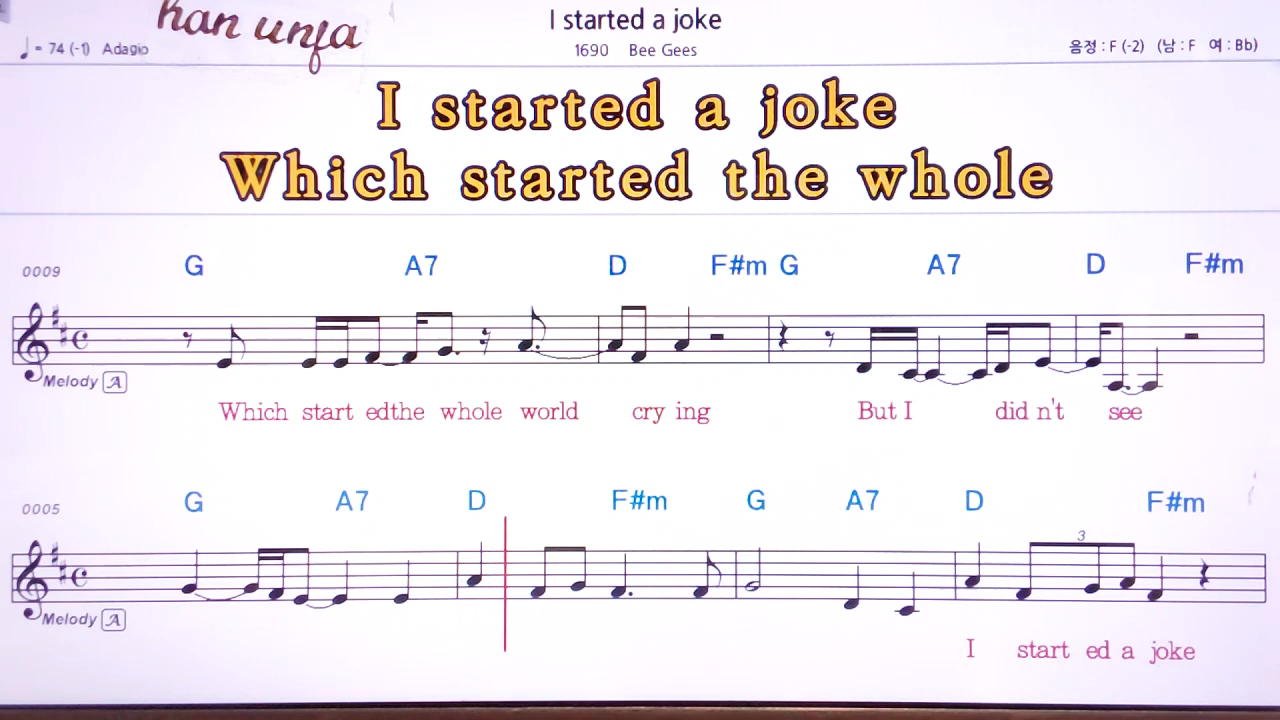 han unfa
I started a joke
♩ = 74 (-1) Adagio
1690 Bee Gees
음정 : F (-2) (남 : F 여 : Bb)
I started a joke
Which started the whole
0009 G A7 D F#m G A7 D F#m
Melody A
Which start edthe whole world cry ing But I did n't see
0005 G A7 D F#m G A7 D F#m
3
Melody A
I start ed a joke